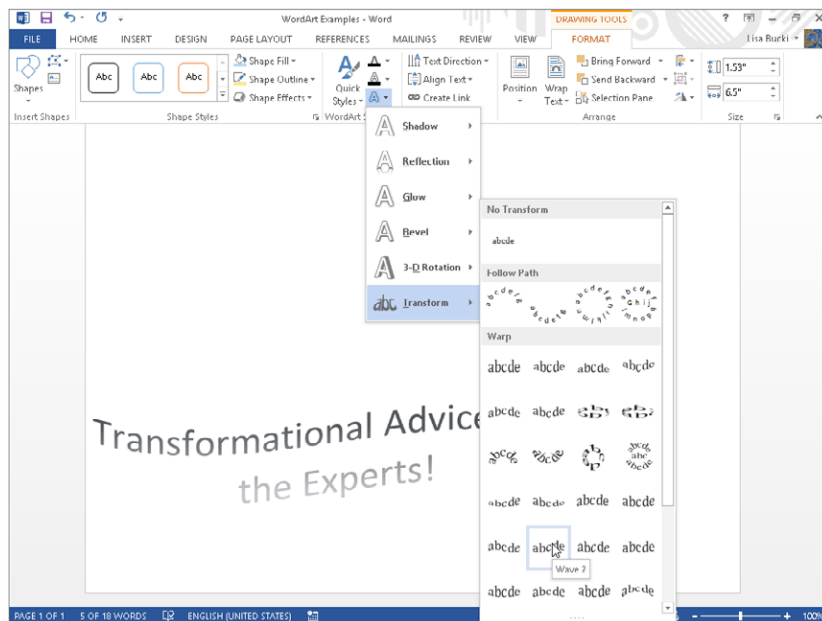 WordArt Examples - Word
DRAWING TOOLS
FILE HOME INSERT DESIGN PAGE LAYOUT REFERENCES MAILINGS REVIEW VIEW FORMAT Lisa Bucki
Shapes
Abc Abc Abc
Shape Fill
Shape Outline
Shape Effects
Quick Styles
Text Direction
Align Text
Create Link
Position
Wrap Text
Bring Forward
Send Backward
Selection Pane
1.53"
6.5"
Insert Shapes Shape Styles WordArt S Arrange Size
Shadow
Reflection
Glow
Bevel
3-D Rotation
Transform
No Transform
abcde
Follow Path
Warp
abcde abcde abcde abcde
abcde abcde
abcde abcde
abcde abcde abcde abcde
abcde abcde abcde abcde
Wave 2
abcde abcde abcde abcde
Transformational Advice
the Experts!
PAGE 1 OF 1 5 OF 18 WORDS ENGLISH (UNITED STATES) 100%